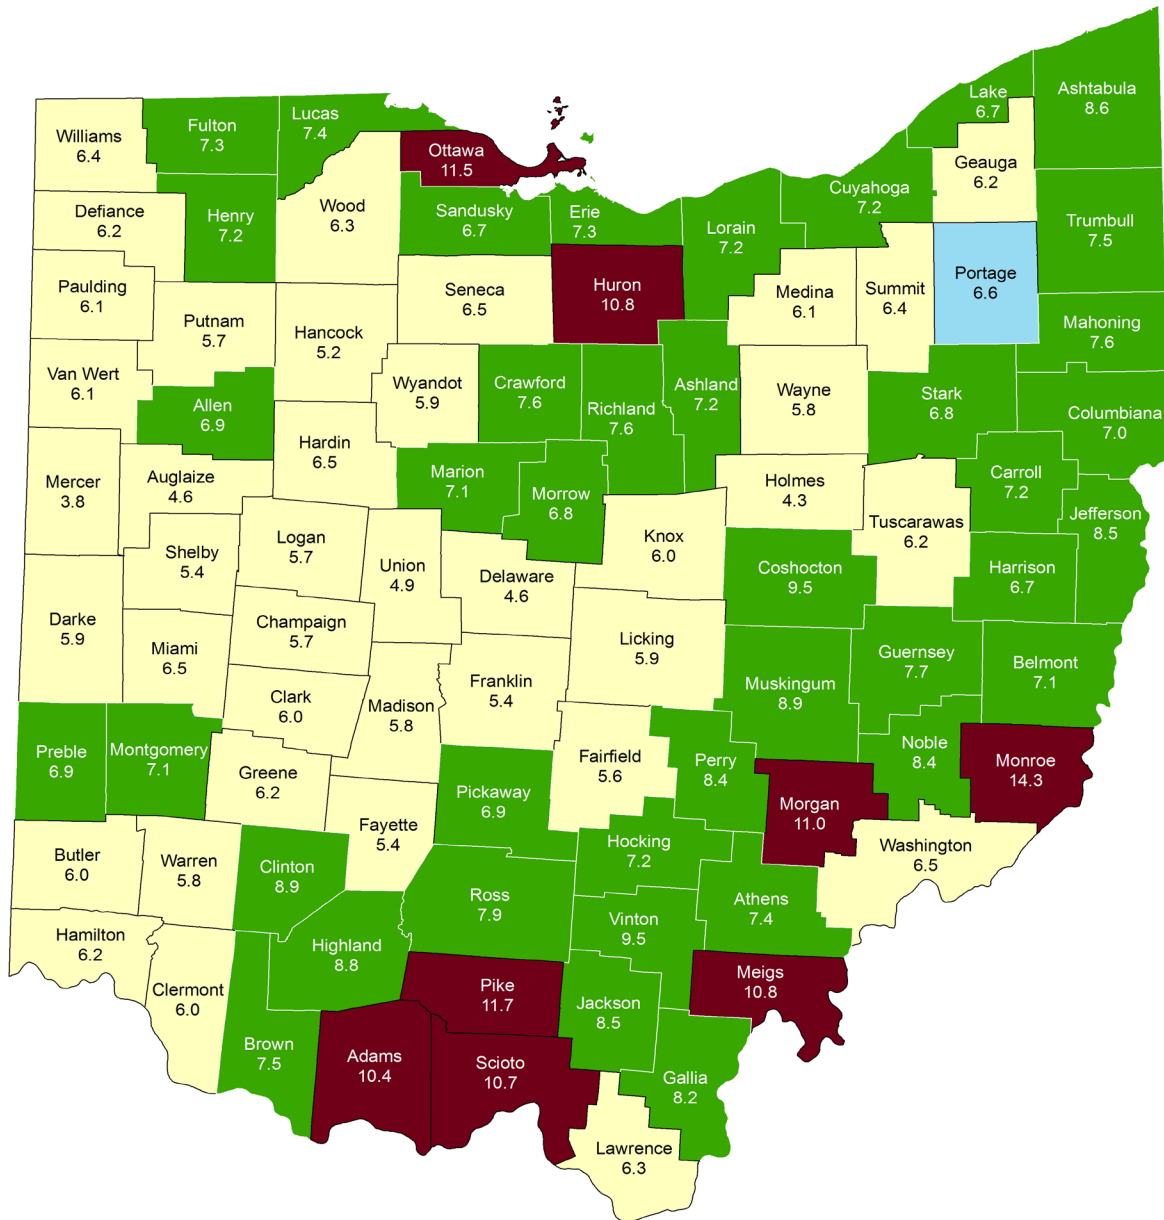 Williams
6.4
Fulton
7.3
Lucas
7.4
Ottawa
11.5
Lake
6.7
Ashtabula
8.6
Geauga
6.2
Defiance
6.2
Henry
7.2
Wood
6.3
Sandusky
6.7
Erie
7.3
Lorain
7.2
Cuyahoga
7.2
Trumbull
7.5
Paulding
6.1
Putnam
5.7
Hancock
5.2
Seneca
6.5
Huron
10.8
Medina
6.1
Summit
6.4
Portage
6.6
Mahoning
7.6
Van Wert
6.1
Allen
6.9
Wyandot
5.9
Crawford
7.6
Richland
7.6
Ashland
7.2
Wayne
5.8
Stark
6.8
Columbiana
7.0
Mercer
3.8
Auglaize
4.6
Hardin
6.5
Marion
7.1
Morrow
6.8
Holmes
4.3
Tuscarawas
6.2
Carroll
7.2
Jefferson
8.5
Shelby
5.4
Logan
5.7
Union
4.9
Delaware
4.6
Knox
6.0
Coshocton
9.5
Harrison
6.7
Darke
5.9
Miami
6.5
Champaign
5.7
Licking
5.9
Guernsey
7.7
Belmont
7.1
Clark
6.0
Madison
5.8
Franklin
5.4
Muskingum
8.9
Preble
6.9
Montgomery
7.1
Greene
6.2
Fairfield
5.6
Perry
8.4
Noble
8.4
Monroe
14.3
Pickaway
6.9
Fayette
5.4
Morgan
11.0
Hocking
7.2
Washington
6.5
Butler
6.0
Warren
5.8
Clinton
8.9
Ross
7.9
Athens
7.4
Vinton
9.5
Hamilton
6.2
Highland
8.8
Clermont
6.0
Pike
11.7
Meigs
10.8
Jackson
8.5
Brown
7.5
Adams
10.4
Scioto
10.7
Gallia
8.2
Lawrence
6.3